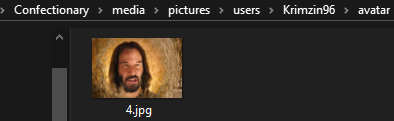 Confectionary > media > pictures > users > Krimzin96 > avatar
4.jpg